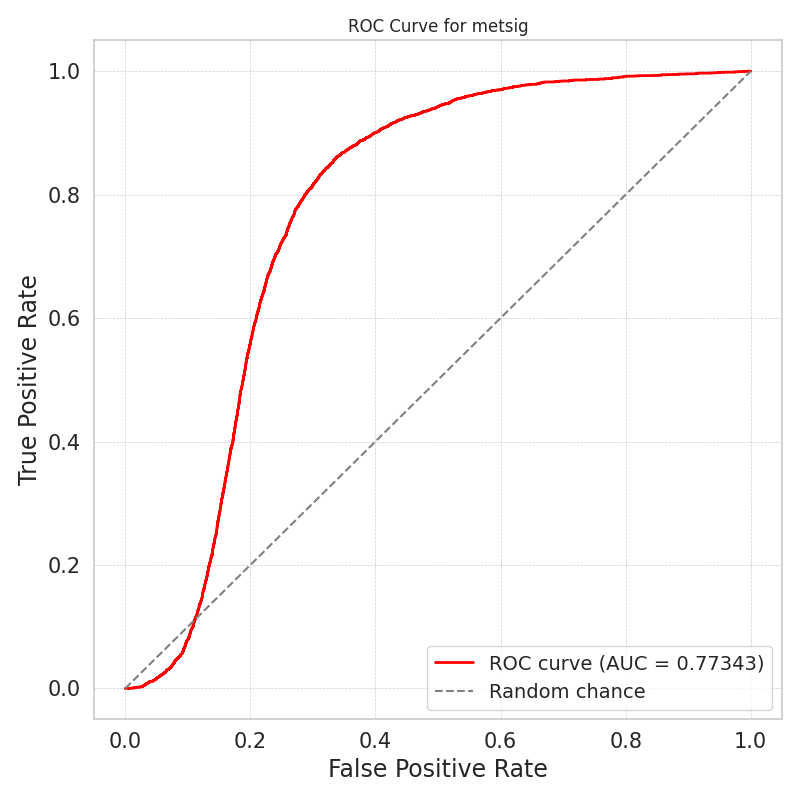 ROC Curve for metsig
True Positive Rate
1.0
0.8
0.6
0.4
0.2
0.0
ROC curve (AUC = 0.77343)
Random chance
0.0 0.2 0.4 0.6 0.8 1.0
False Positive Rate